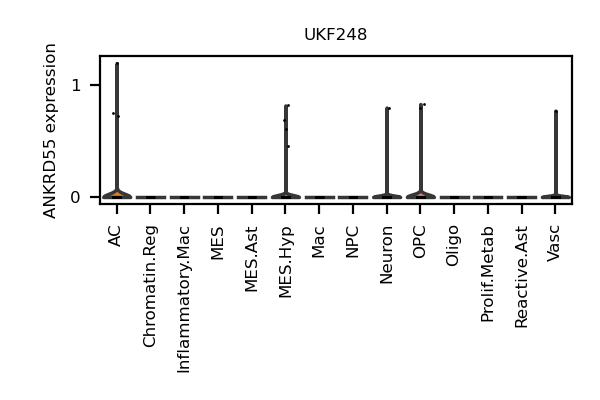 UKF248
ANKRD55 expression
1
0
AC
Chromatin.Reg
Inflammatory.Mac
MES
MES.Ast
MES.Hyp
Mac
NPC
Neuron
OPC
Oligo
Prolif.Metab
Reactive.Ast
Vasc